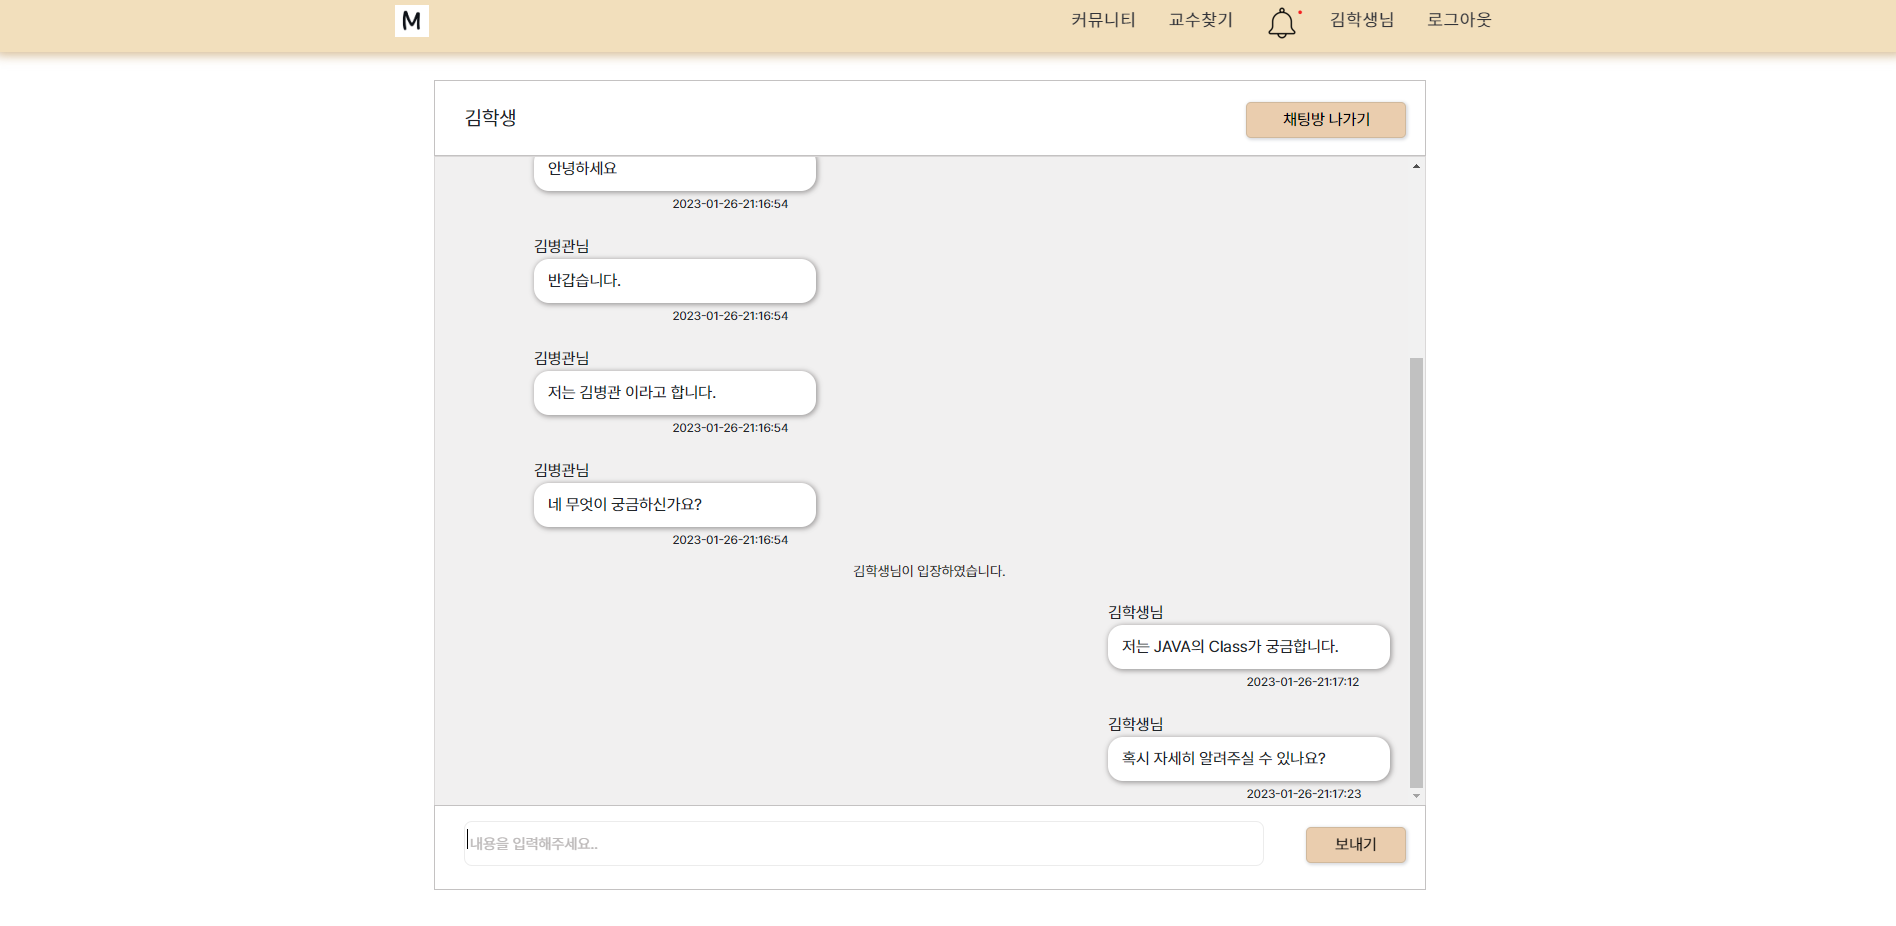 M
커뮤니티 교수찾기 김학생님 로그아웃
김학생
채팅방 나가기
안녕하세요
2023-01-26-21:16:54
김병관님
반갑습니다.
2023-01-26-21:16:54
김병관님
저는 김병관 이라고 합니다.
2023-01-26-21:16:54
김병관님
네 무엇이 궁금하신가요?
2023-01-26-21:16:54
김학생님이 입장하였습니다.
김학생님
저는 JAVA의 Class가 궁금합니다.
2023-01-26-21:17:12
김학생님
혹시 자세히 알려주실 수 있나요?
2023-01-26-21:17:23
내용을 입력해주세요..
보내기